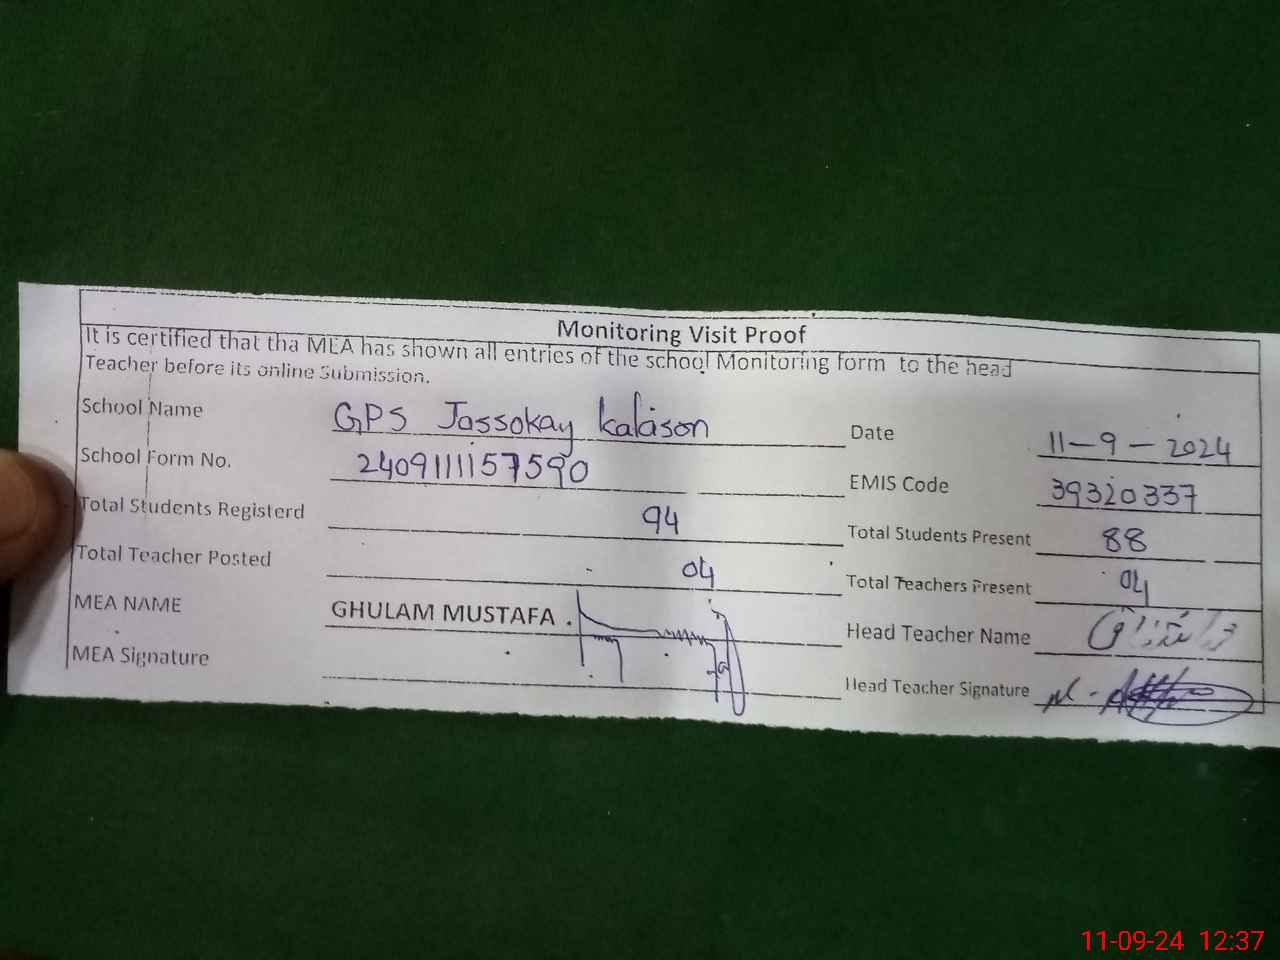 Monitoring Visit Proof
It is certified that tha MEA has shown all entries of the school Monitoring form to the head
Teacher before its online Submission.
School Name GPS Jassokay kalason Date 11-9-2024
School Form No. 2409111157590 EMIS Code 39320337
Total Students Registerd 94 Total Students Present 88
Total Teacher Posted 04 Total Teachers Present 04
MEA NAME GHULAM MUSTAFA . Head Teacher Name
MEA Signature Head Teacher Signature
11-09-24 12:37